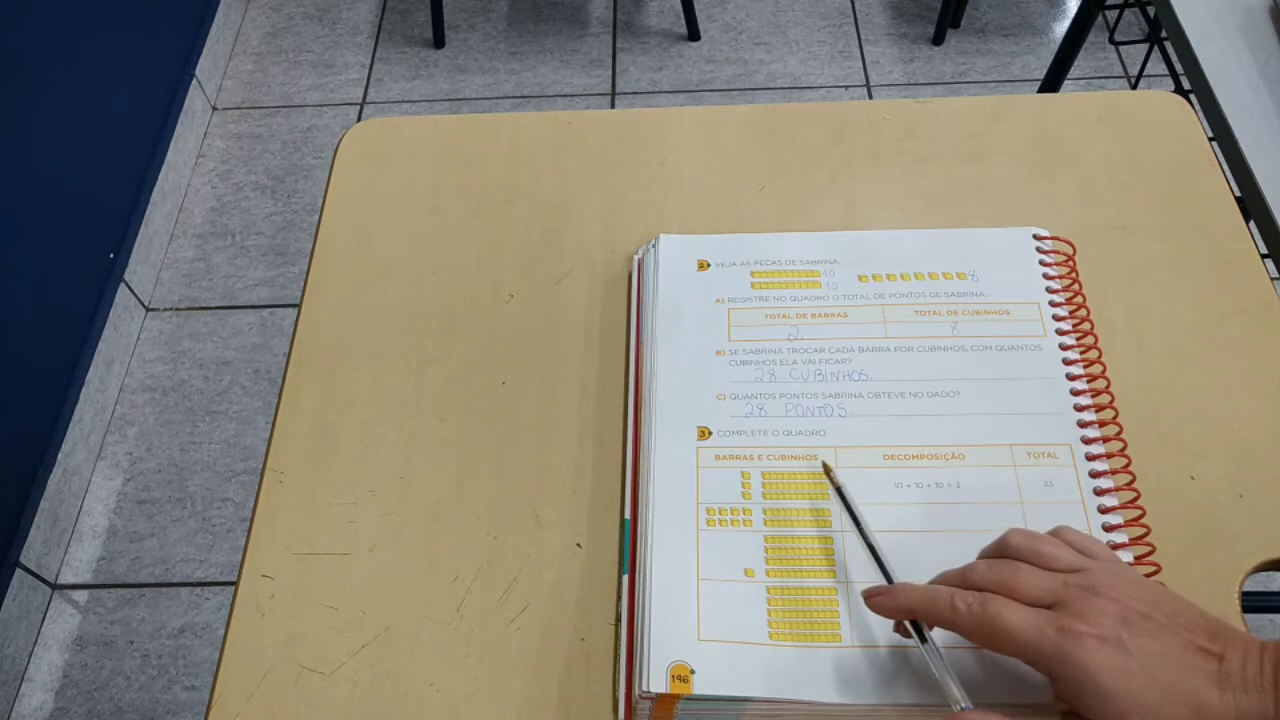 2 VEJA AS PEÇAS DE SABRINA.
10
10
8
A) REGISTRE NO QUADRO O TOTAL DE PONTOS DE SABRINA.
TOTAL DE BARRAS TOTAL DE CUBINHOS
2 8
B) SE SABRINA TROCAR CADA BARRA POR CUBINHOS, COM QUANTOS
CUBINHOS ELA VAI FICAR?
28 CUBINHOS.
C) QUANTOS PONTOS SABRINA OBTEVE NO DADO?
28 PONTOS.
3 COMPLETE O QUADRO.
BARRAS E CUBINHOS DECOMPOSIÇÃO TOTAL
10 + 10 + 10 + 3 33
196